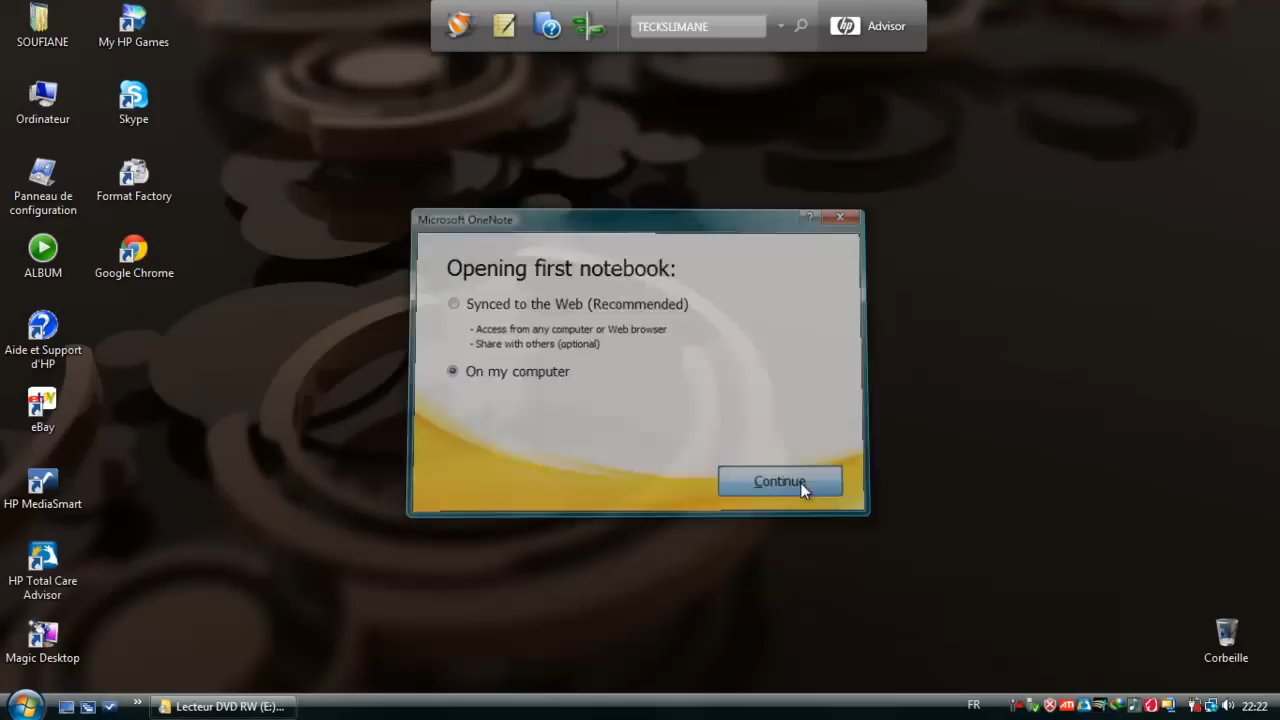 SOUFIANE
My HP Games
TECKSLIMANE
hp
Advisor
Ordinateur
Skype
Panneau de
configuration
Format Factory
ALBUM
Google Chrome
Aide et Support
d'HP
eBay
HP MediaSmart
HP Total Care
Advisor
Magic Desktop
Microsoft OneNote
Opening first notebook:
Synced to the Web (Recommended)
- Access from any computer or Web browser
- Share with others (optional)
On my computer
Continue
Corbeille
Lecteur DVD RW (E:)...
FR
22:22